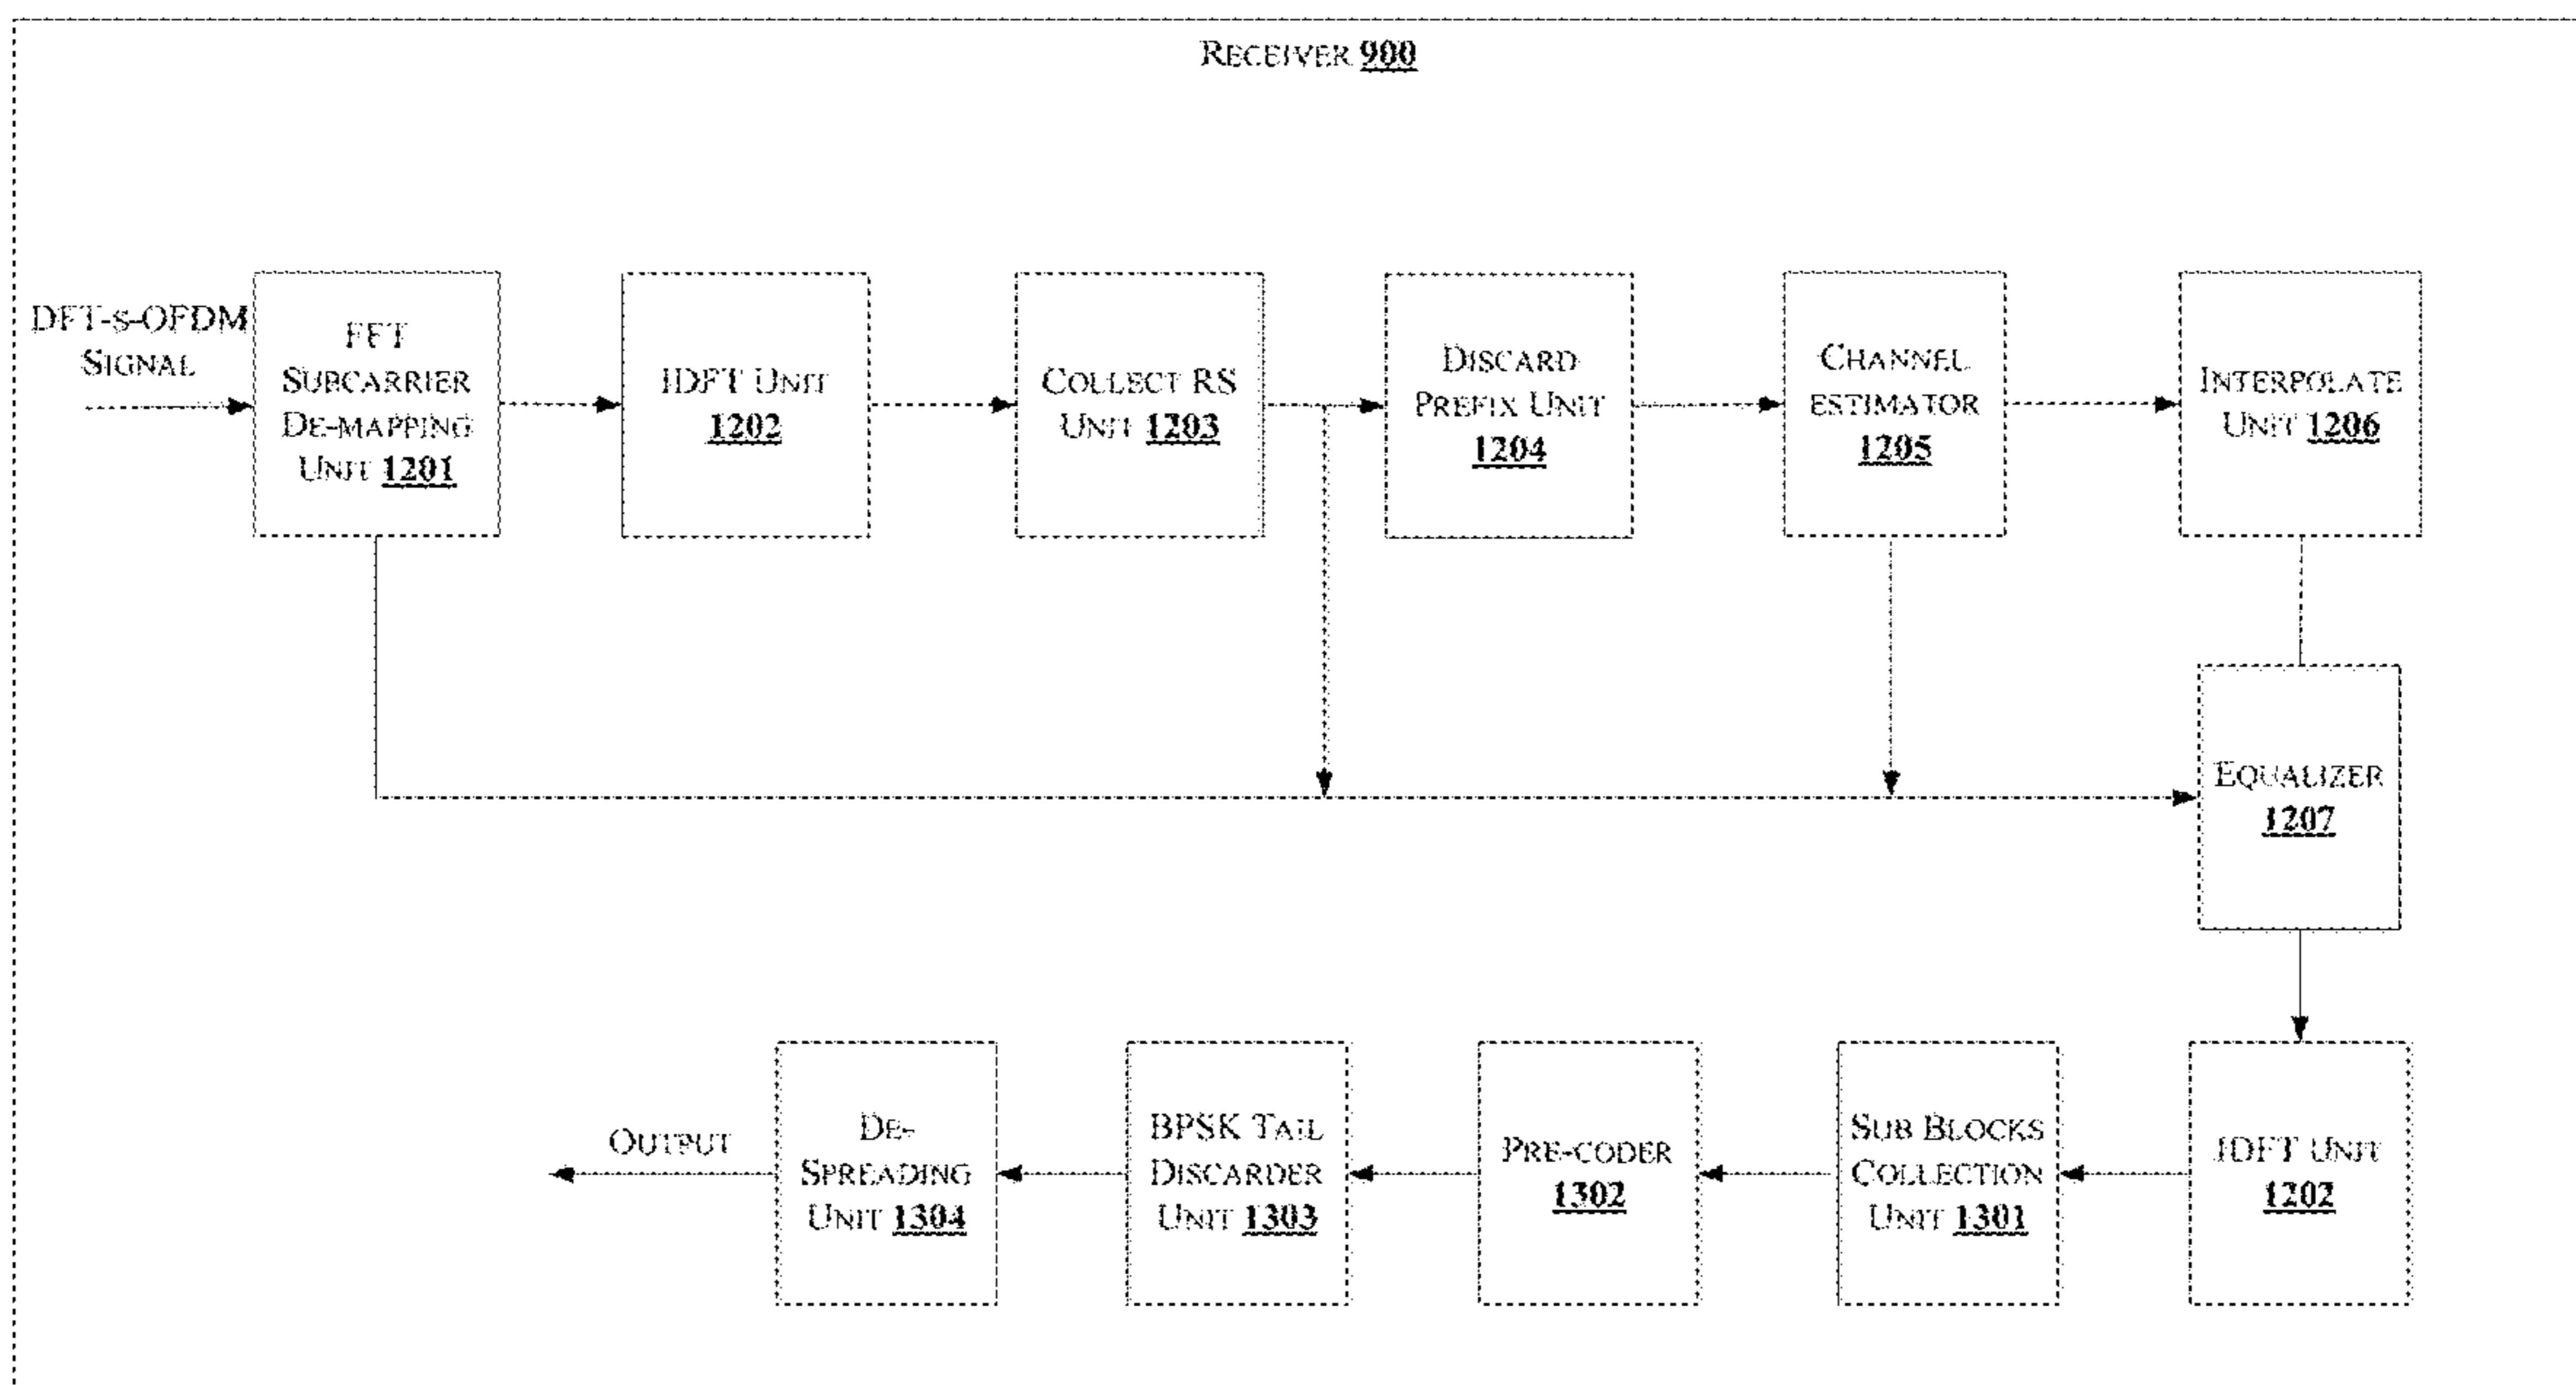 RECEIVER 900
DFT-S-OFDM
SIGNAL
FFT
SUBCARRIER
DE-MAPPING
UNIT 1201
IDFT UNIT
1202
COLLECT RS
UNIT 1203
DISCARD
PREFIX UNIT
1204
CHANNEL
ESTIMATOR
1205
INTERPOLATE
UNIT 1206
EQUALIZER
1207
OUTPUT
DE-
SPREADING
UNIT 1304
BPSK TAIL
DISCARDER
UNIT 1303
PRE-CODER
1302
SUB BLOCKS
COLLECTION
UNIT 1301
IDFT UNIT
1202